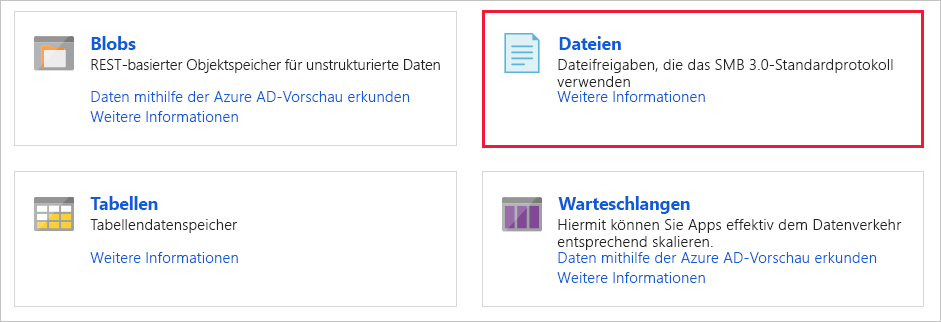 Blobs
REST-basierter Objektspeicher für unstrukturierte Daten
Daten mithilfe der Azure AD-Vorschau erkunden
Weitere Informationen
Dateien
Dateifreigaben, die das SMB 3.0-Standardprotokoll
verwenden
Weitere Informationen
Tabellen
Tabellendatenspeicher
Weitere Informationen
Warteschlangen
Hiermit können Sie Apps effektiv dem Datenverkehr
entsprechend skalieren.
Daten mithilfe der Azure AD-Vorschau erkunden
Weitere Informationen